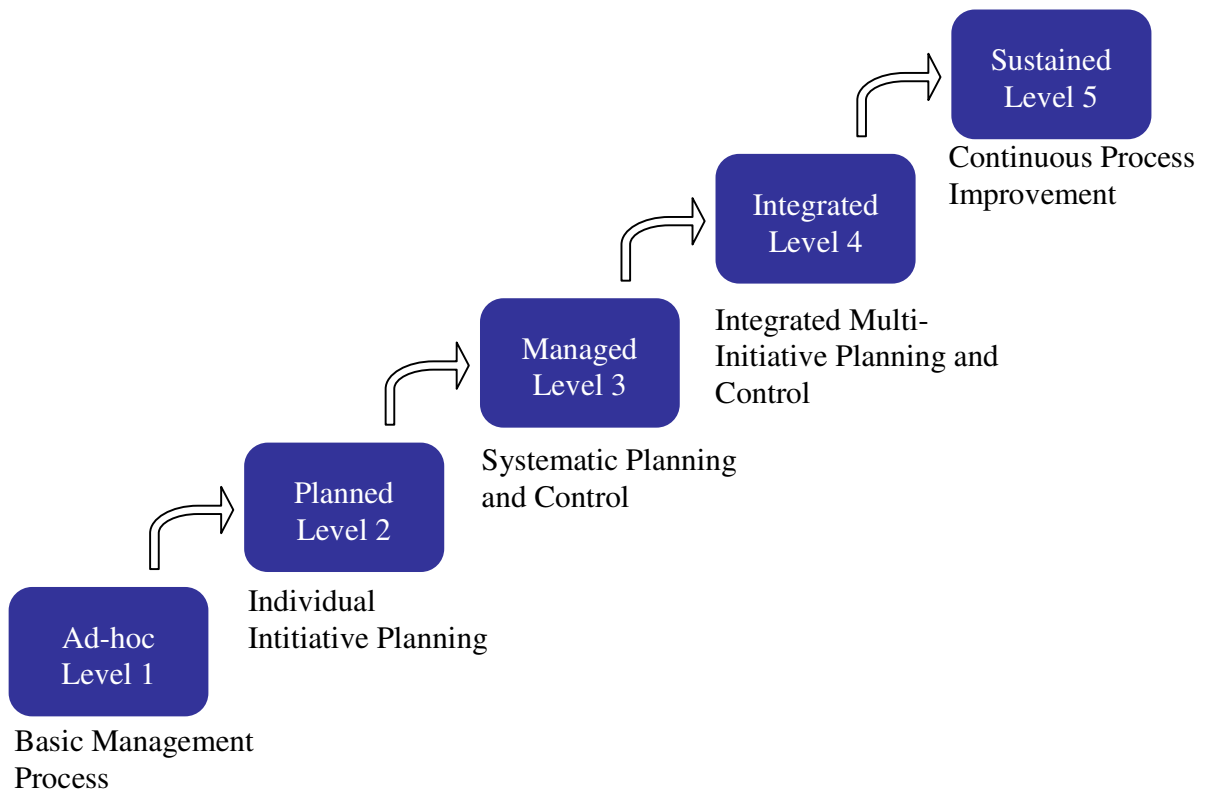 Sustained
Level 5
Continuous Process
Improvement
Integrated
Level 4
Integrated Multi-
Initiative Planning and
Control
Managed
Level 3
Systematic Planning
and Control
Planned
Level 2
Individual
Intitiative Planning
Ad-hoc
Level 1
Basic Management
Process